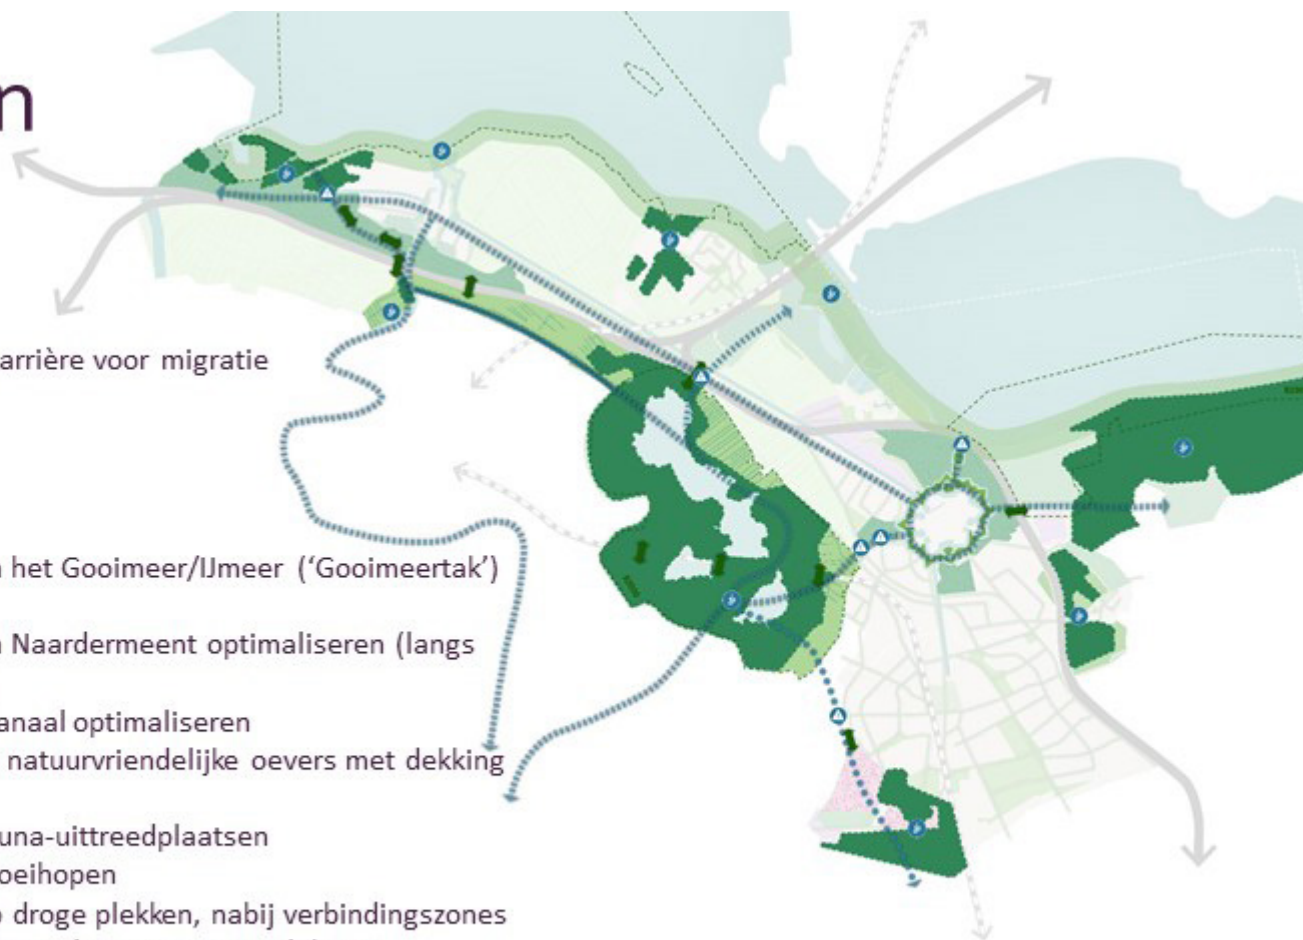 n
arrière voor migratie
het Gooimeer/IJmeer (‘Gooimeertak’)
Naardermeent optimaliseren (langs
anaal optimaliseren
natuurvriendelijke oevers met dekking
una-uittreedplaatsen
oeihopen
droge plekken, nabij verbindingszones